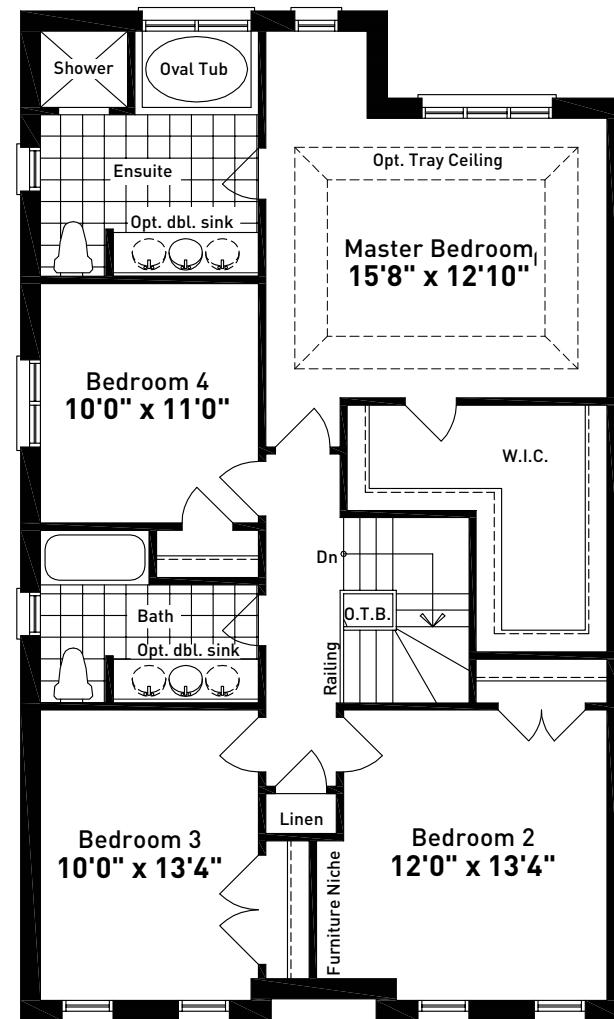 Shower
Oval Tub
Ensuite
Opt. dbl. sink
Opt. Tray Ceiling
Master Bedroom
15'8" x 12'10"
Bedroom 4
10'0" x 11'0"
W.I.C.
Dn
O.T.B.
Railing
Bath
Opt. dbl. sink
Linen
Bedroom 3
10'0" x 13'4"
Furniture Niche
Bedroom 2
12'0" x 13'4"